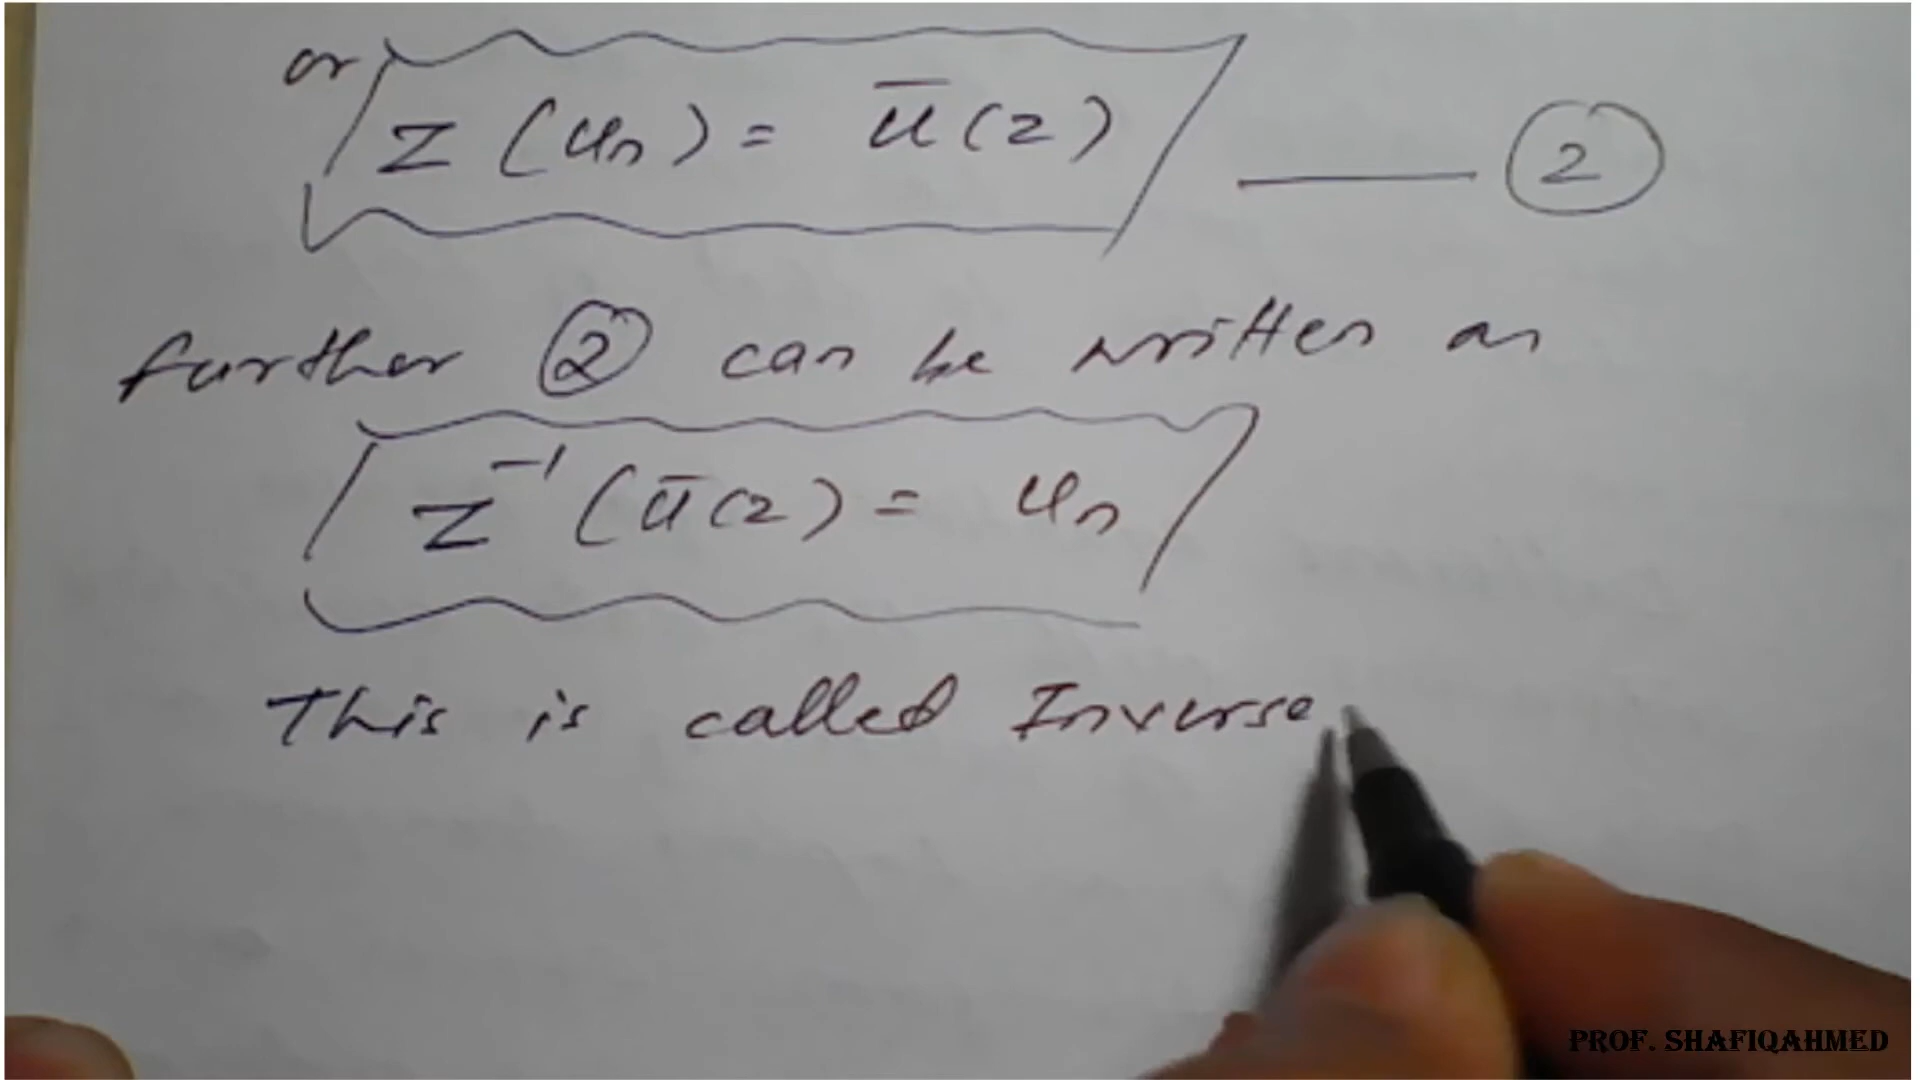 or
Z (uₙ) = ū(z) ——— ②
further ② can be written as
Z⁻¹ (ū(z) = uₙ
This is called Inverse
PROF. SHAFIQAHMED